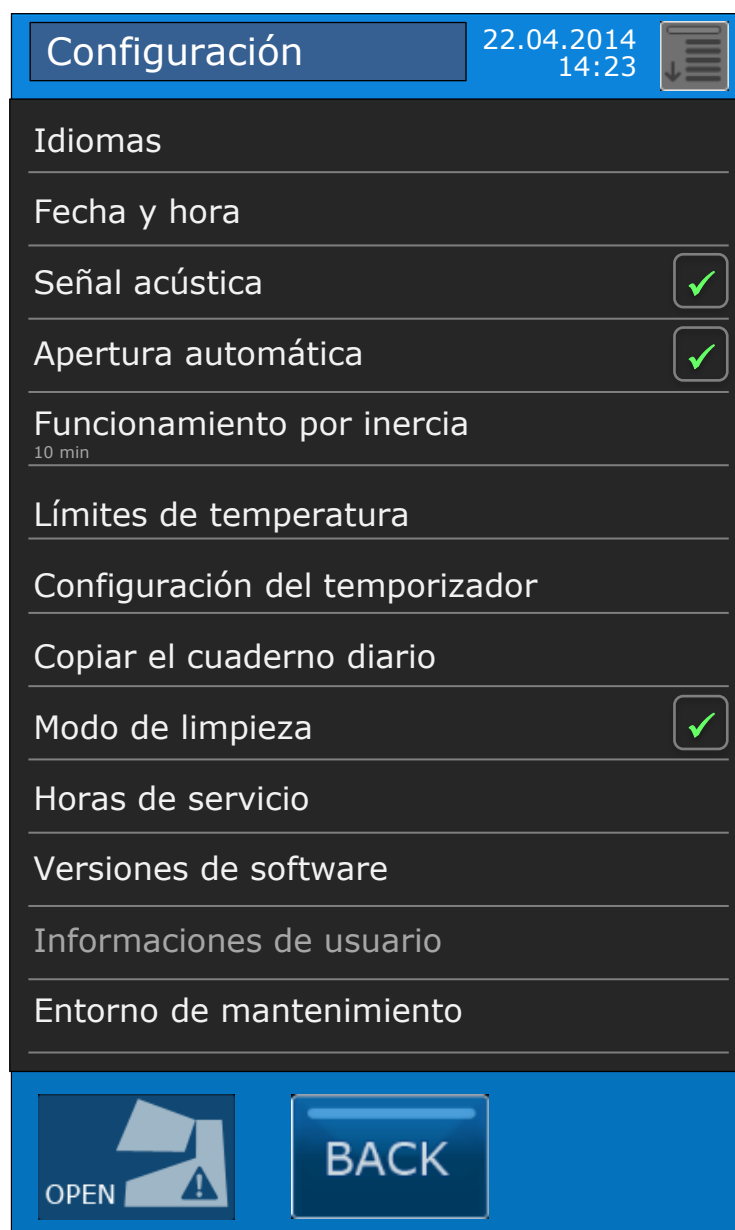 Configuración
22.04.2014
14:23
Idiomas
Fecha y hora
Señal acústica
Apertura automática
Funcionamiento por inercia
10 min
Límites de temperatura
Configuración del temporizador
Copiar el cuaderno diario
Modo de limpieza
Horas de servicio
Versiones de software
Informaciones de usuario
Entorno de mantenimiento
OPEN
BACK